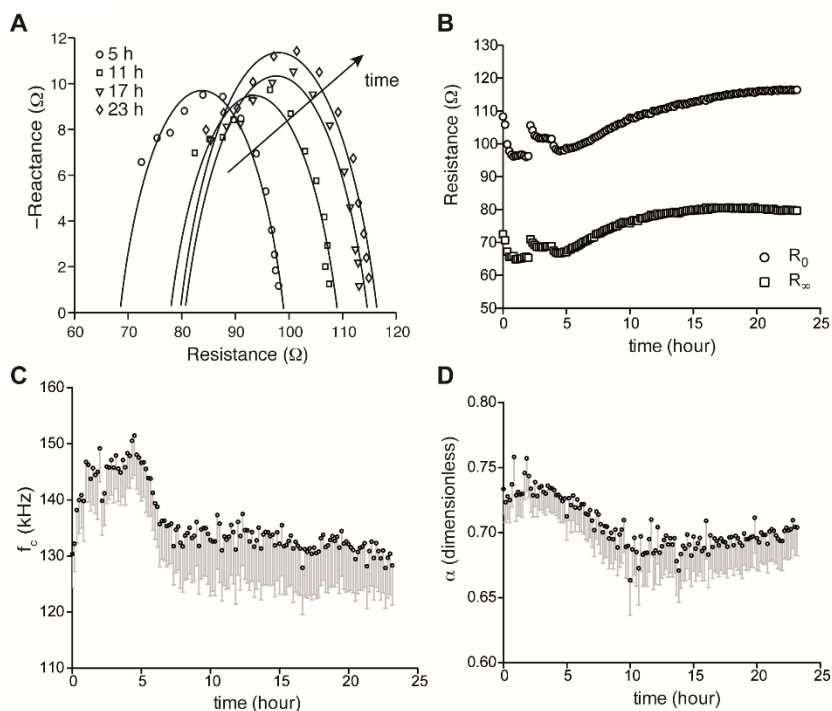 A
−Reactance (Ω)
12
10
8
6
4
2
0
60
70
80
90
100
110
120
Resistance (Ω)
5 h
11 h
17 h
23 h
time
B
Resistance (Ω)
130
120
110
100
90
80
70
60
50
0
5
10
15
20
25
time (hour)
R0
R∞
C
fc (kHz)
160
150
140
130
120
110
0
5
10
15
20
25
time (hour)
D
α (dimensionless)
0.80
0.75
0.70
0.65
0.60
0
5
10
15
20
25
time (hour)